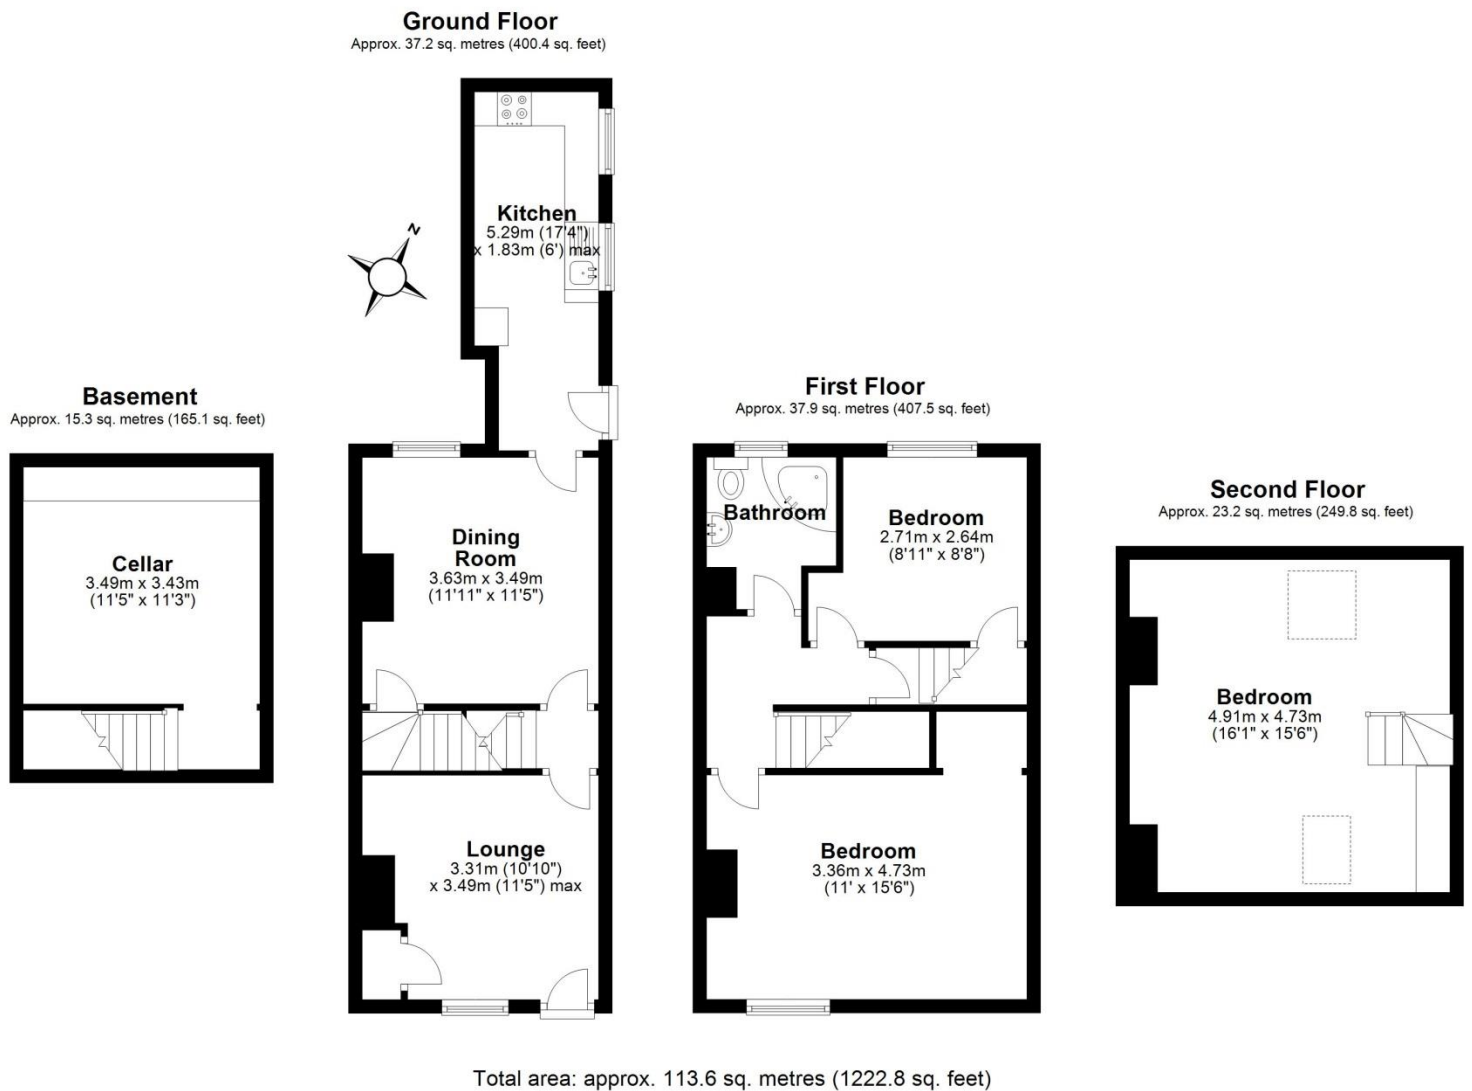 Ground Floor
Approx. 37.2 sq. metres (400.4 sq. feet)
Kitchen
5.29m (17'4")
x 1.83m (6') max
N
Basement
Approx. 15.3 sq. metres (165.1 sq. feet)
Cellar
3.49m x 3.43m
(11'5" x 11'3")
Dining
Room
3.63m x 3.49m
(11'11" x 11'5")
Lounge
3.31m (10'10")
x 3.49m (11'5") max
First Floor
Approx. 37.9 sq. metres (407.5 sq. feet)
Bathroom
Bedroom
2.71m x 2.64m
(8'11" x 8'8")
Bedroom
3.36m x 4.73m
(11' x 15'6")
Second Floor
Approx. 23.2 sq. metres (249.8 sq. feet)
Bedroom
4.91m x 4.73m
(16'1" x 15'6")
Total area: approx. 113.6 sq. metres (1222.8 sq. feet)